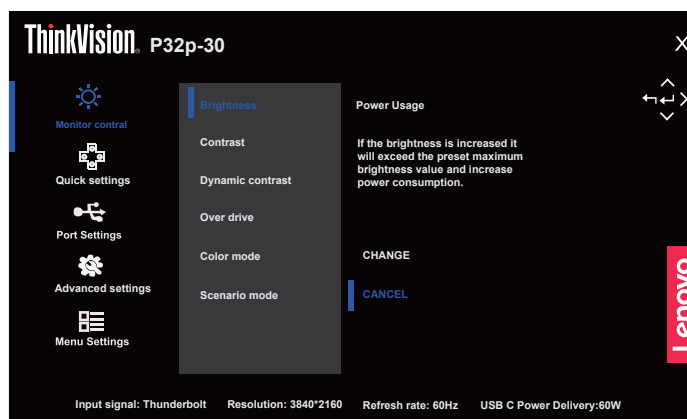 ThinkVision P32p-30
X
Monitor contral
Quick settings
Port Settings
Advanced settings
Menu Settings
Brightness
Contrast
Dynamic contrast
Over drive
Color mode
Scenario mode
Power Usage
If the brightness is increased it
will exceed the preset maximum
brightness value and increase
power consumption.
CHANGE
CANCEL
Lenovo
Input signal: Thunderbolt Resolution: 3840*2160 Refresh rate: 60Hz USB C Power Delivery:60W